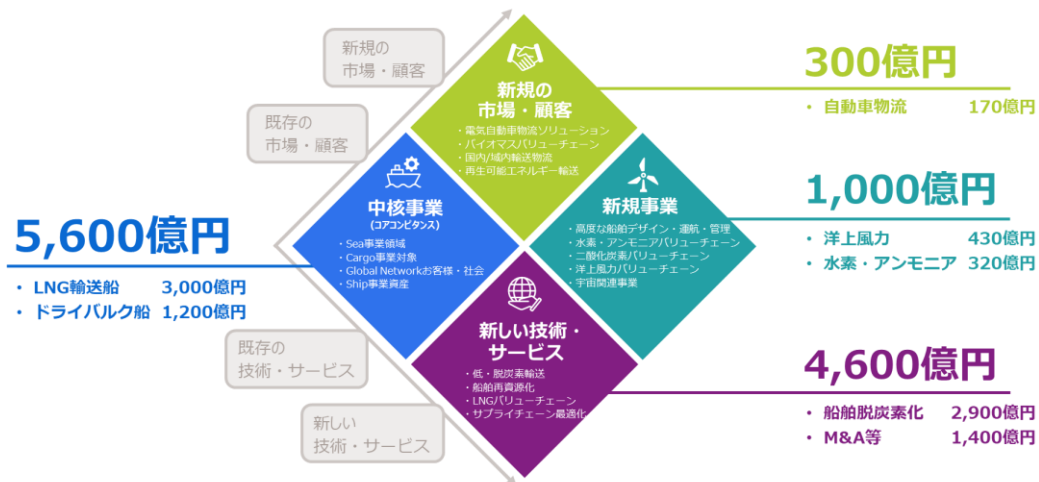 新規の
市場・顧客
既存の
市場・顧客
新規の
市場・顧客
・電気自動車物流ソリューション
・バイオマスバリューチェーン
・国内/域内輸送物流
・再生可能エネルギー輸送
300億円
・ 自動車物流 170億円
中核事業
(コアコンピタンス)
・Sea事業領域
・Cargo事業対象
・Global Networkお客様・社会
・Ship事業資産
5,600億円
・ LNG輸送船 3,000億円
・ ドライバルク船 1,200億円
新規事業
・高度な船舶デザイン・運航・管理
・水素・アンモニアバリューチェーン
・二酸化炭素バリューチェーン
・洋上風力バリューチェーン
・宇宙関連事業
1,000億円
・ 洋上風力 430億円
・ 水素・アンモニア 320億円
既存の
技術・サービス
新しい
技術・サービス
新しい技術・
サービス
・低・脱炭素輸送
・船舶再資源化
・LNGバリューチェーン
・サプライチェーン最適化
4,600億円
・ 船舶脱炭素化 2,900億円
・ M&A等 1,400億円